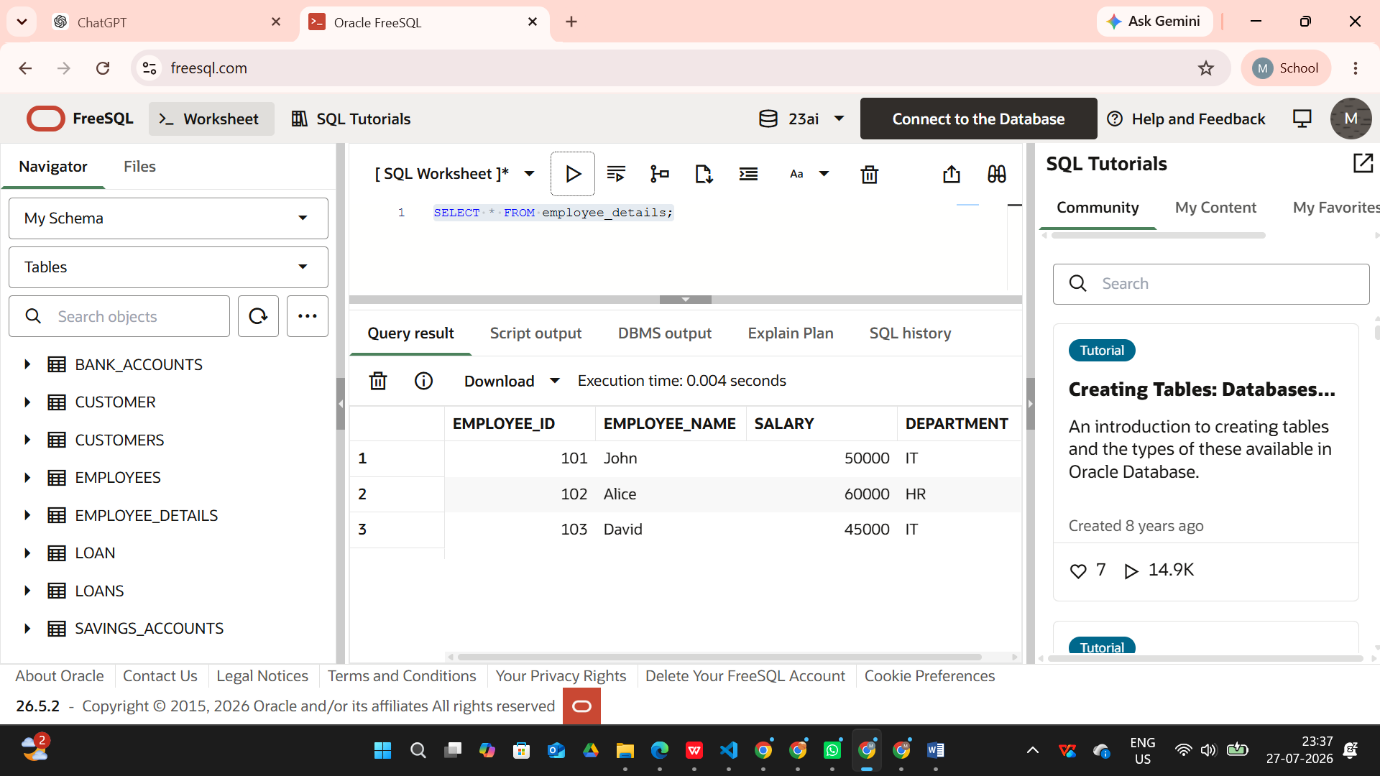 ChatGPT
Oracle FreeSQL
Ask Gemini
freesql.com
M School
FreeSQL
>_ Worksheet
SQL Tutorials
23ai
Connect to the Database
Help and Feedback
M
Navigator
Files
My Schema
Tables
Search objects
BANK_ACCOUNTS
CUSTOMER
CUSTOMERS
EMPLOYEES
EMPLOYEE_DETAILS
LOAN
LOANS
SAVINGS_ACCOUNTS
[ SQL Worksheet ]*
Aa
1 SELECT * FROM employee_details;
Query result Script output DBMS output Explain Plan SQL history
Download Execution time: 0.004 seconds
EMPLOYEE_ID EMPLOYEE_NAME SALARY DEPARTMENT
1 101 John 50000 IT
2 102 Alice 60000 HR
3 103 David 45000 IT
SQL Tutorials
Community My Content My Favorites
Search
Tutorial
Creating Tables: Databases...
An introduction to creating tables
and the types of these available in
Oracle Database.
Created 8 years ago
7 14.9K
Tutorial
About Oracle Contact Us Legal Notices Terms and Conditions Your Privacy Rights Delete Your FreeSQL Account Cookie Preferences
26.5.2 - Copyright © 2015, 2026 Oracle and/or its affiliates All rights reserved
2
ENG
US
23:37
27-07-2026